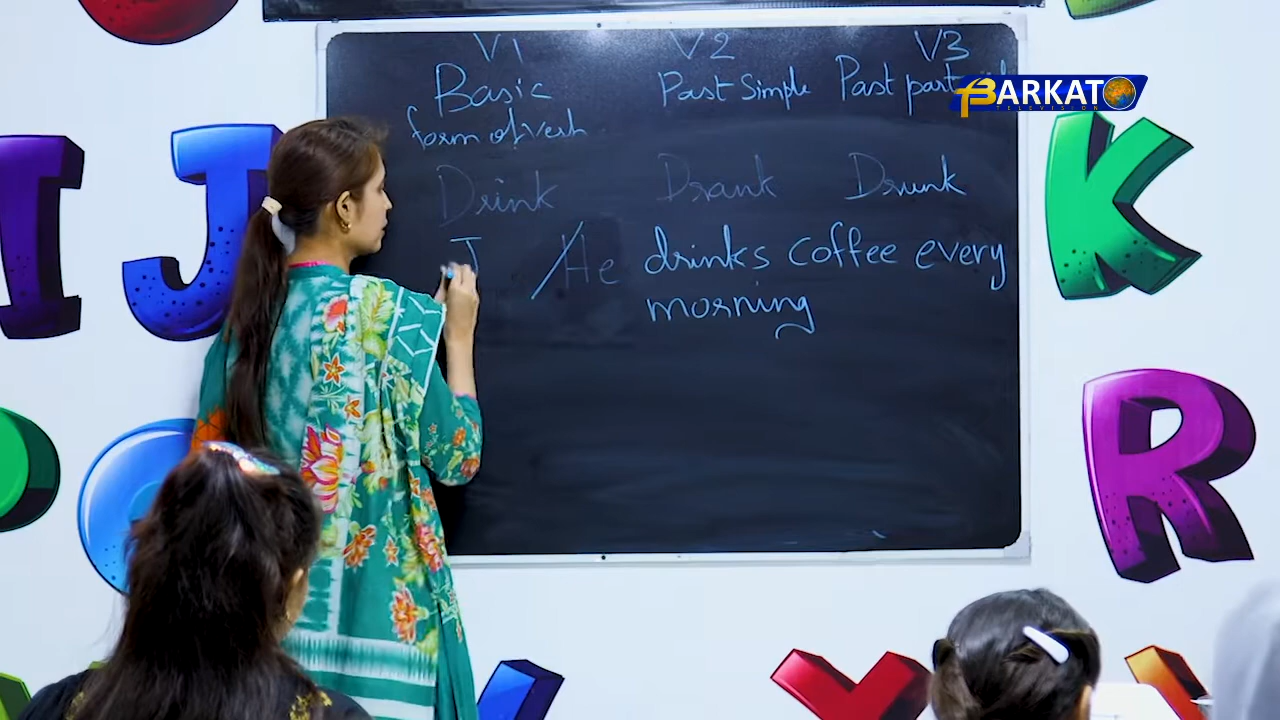 V1 V2 V3
Basic Past Simple Past part
form of verb
Drink Drank Drunk
I /He drinks coffee every
morning
BARKAT
TELEVISION
I J K
R